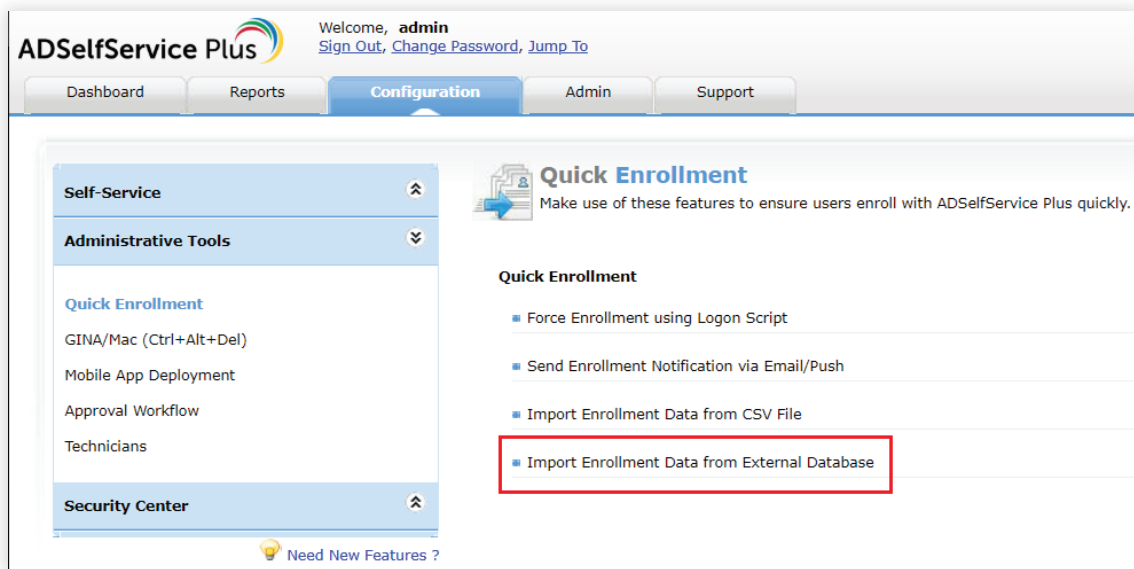 ADSelfService Plus
Welcome, admin
Sign Out, Change Password, Jump To
Dashboard Reports Configuration Admin Support
Self-Service
Administrative Tools
Quick Enrollment
GINA/Mac (Ctrl+Alt+Del)
Mobile App Deployment
Approval Workflow
Technicians
Security Center
Need New Features ?
Quick Enrollment
Make use of these features to ensure users enroll with ADSelfService Plus quickly.
Quick Enrollment
Force Enrollment using Logon Script
Send Enrollment Notification via Email/Push
Import Enrollment Data from CSV File
Import Enrollment Data from External Database